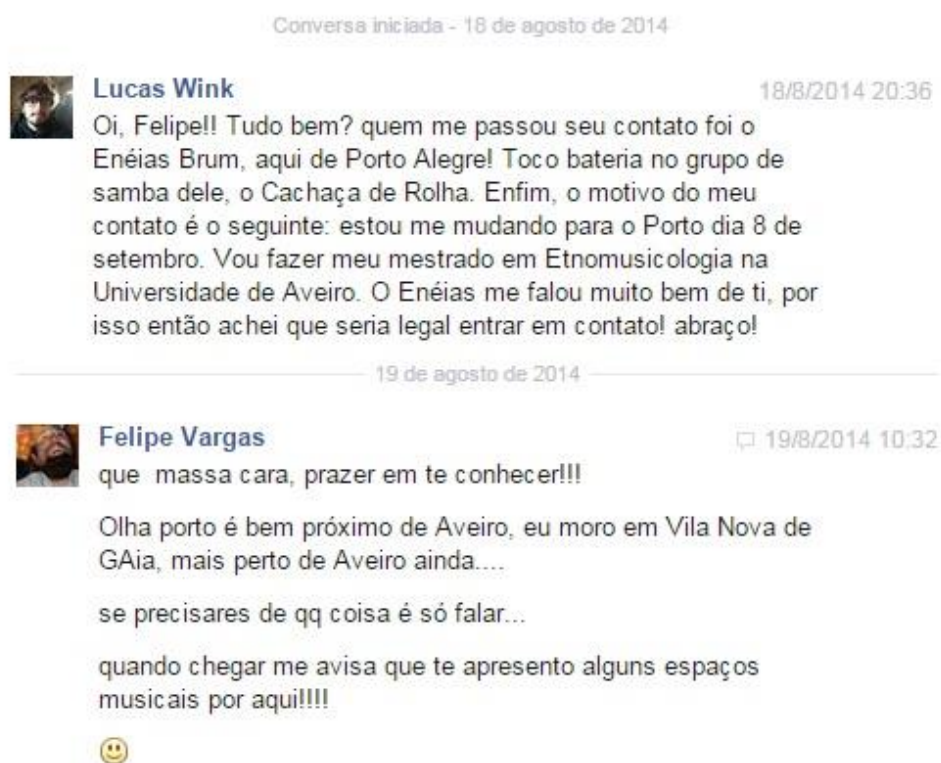 Conversa iniciada - 18 de agosto de 2014
Lucas Wink
18/8/2014 20:36
Oi, Felipe!! Tudo bem? quem me passou seu contato foi o
Enéias Brum, aqui de Porto Alegre! Toco bateria no grupo de
samba dele, o Cachaça de Rolha. Enfim, o motivo do meu
contato é o seguinte: estou me mudando para o Porto dia 8 de
setembro. Vou fazer meu mestrado em Etnomusicologia na
Universidade de Aveiro. O Enéias me falou muito bem de ti, por
isso então achei que seria legal entrar em contato! abraço!
19 de agosto de 2014
Felipe Vargas
19/8/2014 10:32
que massa cara, prazer em te conhecer!!!
Olha porto é bem próximo de Aveiro, eu moro em Vila Nova de
GAia, mais perto de Aveiro ainda....
se precisares de qq coisa é só falar...
quando chegar me avisa que te apresento alguns espaços
musicais por aqui!!!!